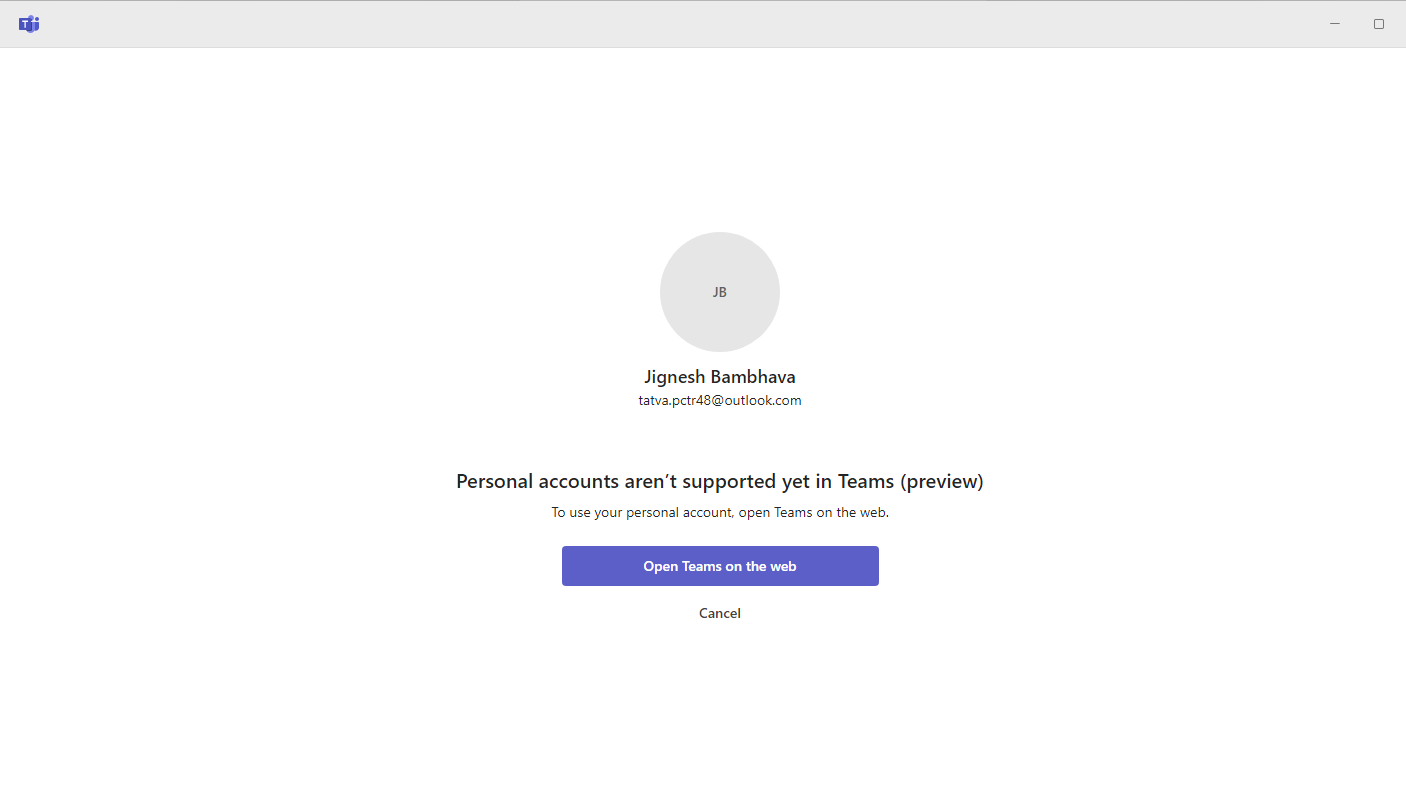 T
JB
Jignesh Bambhava
tatva.pctr48@outlook.com
Personal accounts aren’t supported yet in Teams (preview)
To use your personal account, open Teams on the web.
Open Teams on the web
Cancel